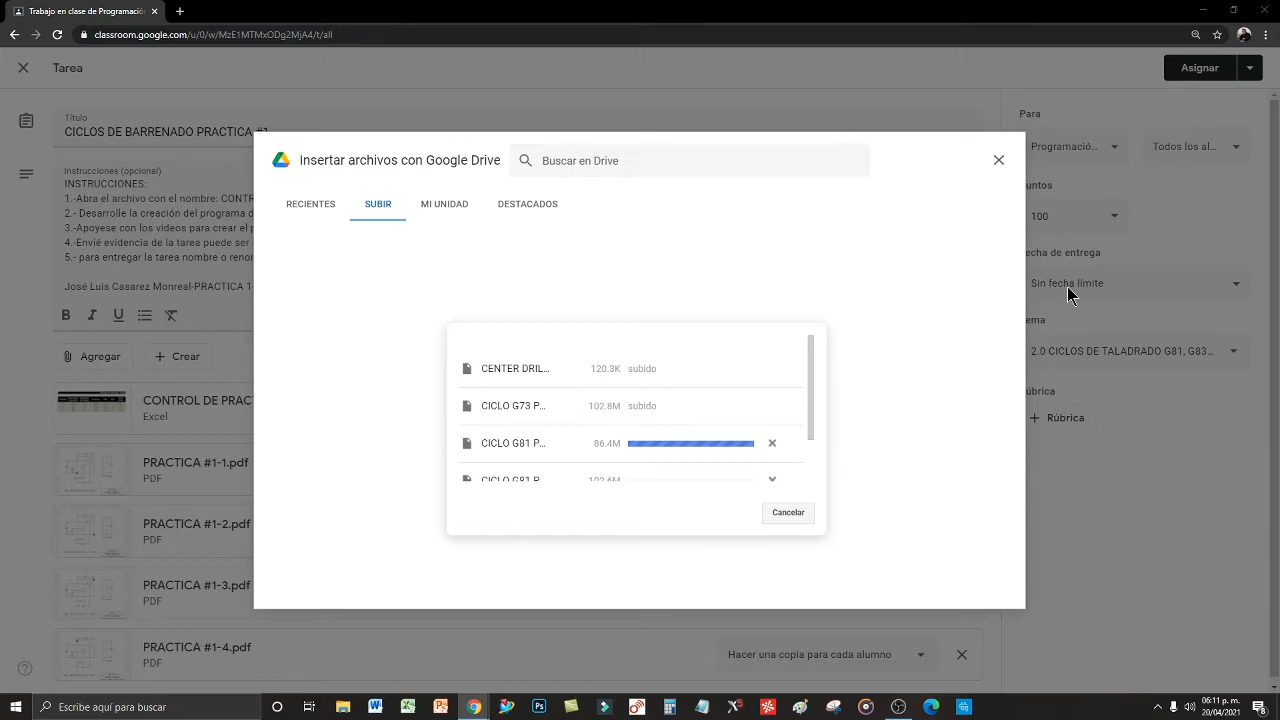 Trabajo de Clase de Programació
classroom.google.com/u/0/w/MzE1MTMxODg2MjA4/t/all
Tarea
Asignar
Título
CICLOS DE BARRENADO PRACTICA #1
Instrucciones (opcional)
INSTRUCCIONES:
1.-Abra el archivo con el nombre: CONTR
2.- Desarrolle la creación del programa d
3.-Apoyese con los videos para crear el p
4.-Envié evidencia de la tarea puede ser
5.- para entregar la tarea nombre o renor
José Luis Casarez Monreal-PRACTICA 1-
B I U
Agregar
Crear
CONTROL DE PRAC
Excel
PRACTICA #1-1.pdf
PDF
PRACTICA #1-2.pdf
PDF
PRACTICA #1-3.pdf
PDF
PRACTICA #1-4.pdf
PDF
Hacer una copia para cada alumno
Insertar archivos con Google Drive
Buscar en Drive
RECIENTES
SUBIR
MI UNIDAD
DESTACADOS
CENTER DRIL... 120.3K subido
CICLO G73 P... 102.8M subido
CICLO G81 P... 86.4M
CICLO G81 P 102.6M
Cancelar
Para
Programació...
Todos los al...
untos
100
echa de entrega
Sin fecha límite
ema
2.0 CICLOS DE TALADRADO G81, G83...
úbrica
Rúbrica
Escribe aquí para buscar
06:11 p. m.
20/04/2021